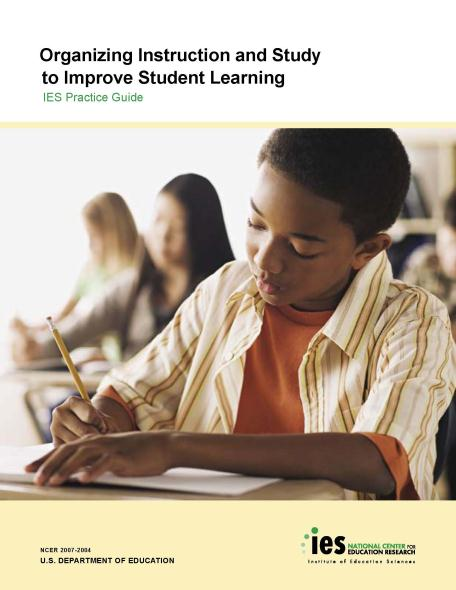 Organizing Instruction and Study
to Improve Student Learning
IES Practice Guide
NCER 2007-2004
U.S. DEPARTMENT OF EDUCATION
ies NATIONAL CENTER FOR
EDUCATION RESEARCH
Institute of Education Sciences